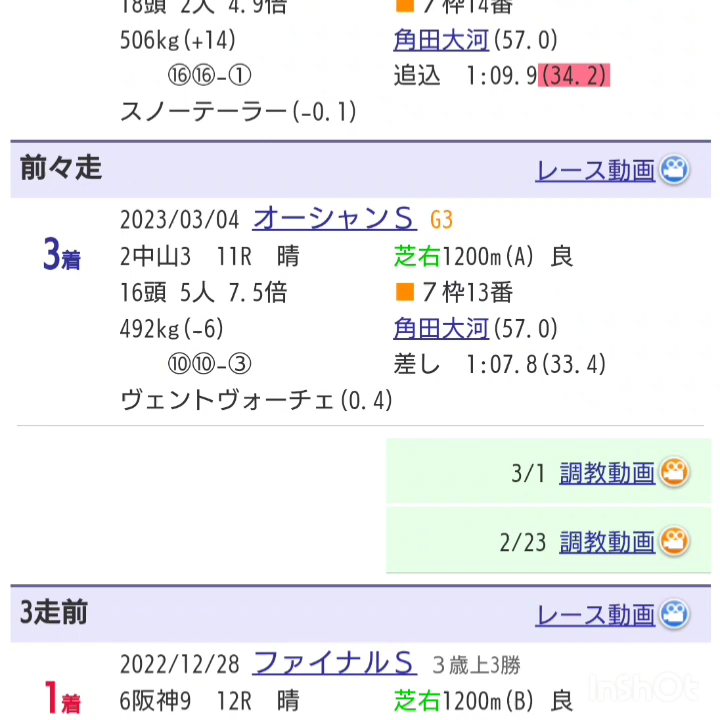 18頭 2人 4.9倍 7枠14番
506kg(+14) 角田大河(57.0)
⑯⑯-① 追込 1:09.9(34.2)
スノーテーラー(-0.1)
前々走 レース動画
2023/03/04 オーシャンS G3
3着 2中山3 11R 晴 芝右1200m(A) 良
16頭 5人 7.5倍 7枠13番
492kg(-6) 角田大河(57.0)
⑩⑩-③ 差し 1:07.8(33.4)
ヴェントヴォーチェ(0.4)
3/1 調教動画
2/23 調教動画
3走前 レース動画
2022/12/28 ファイナルS 3歳上3勝
1着 6阪神9 12R 晴 芝右1200m(B) 良
InShOt